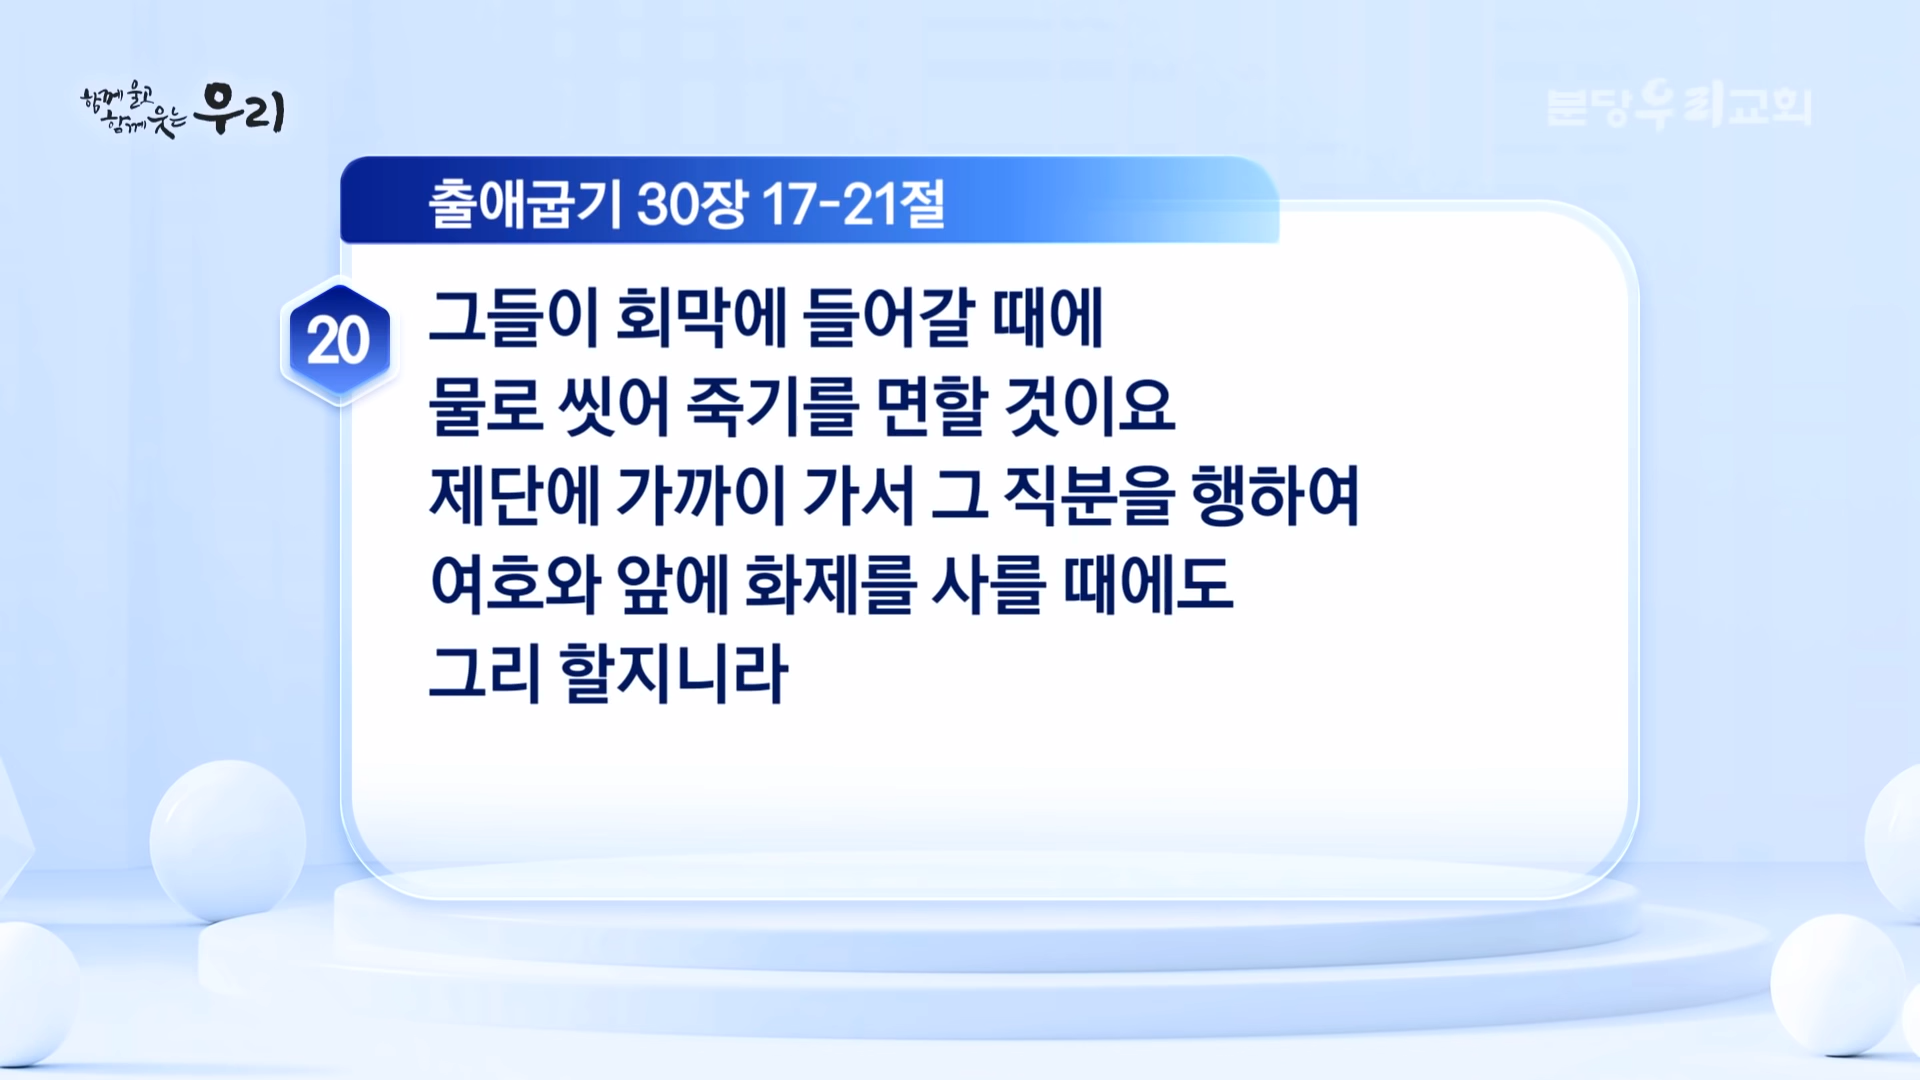 함께 울고
함께 웃는 우리
분당우리교회
출애굽기 30장 17-21절
20
그들이 회막에 들어갈 때에
물로 씻어 죽기를 면할 것이요
제단에 가까이 가서 그 직분을 행하여
여호와 앞에 화제를 사를 때에도
그리 할지니라